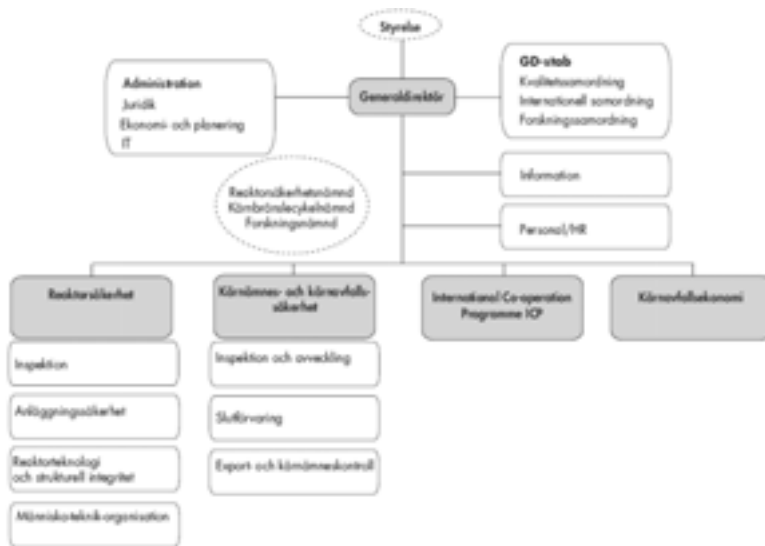 Styrelse
Administration
Juridik
Ekonomi- och planering
IT
Generaldirektör
GD-stab
Kvalitetssamordning
Internationell samordning
Forskningssamordning
Reaktorsäkerhetsnämnd
Kärnbränslecykelnämnd
Forskningsnämnd
Information
Personal/HR
Reaktorsäkerhet
Inspektion
Anläggningssäkerhet
Reaktorteknologi
och strukturell integritet
Människa-teknik-organisation
Kärnämnes- och kärnavfalls-
säkerhet
Inspektion och avveckling
Slutförvaring
Export- och kärnämneskontroll
International Co-operation
Programme ICP
Kärnavfallsekonomi